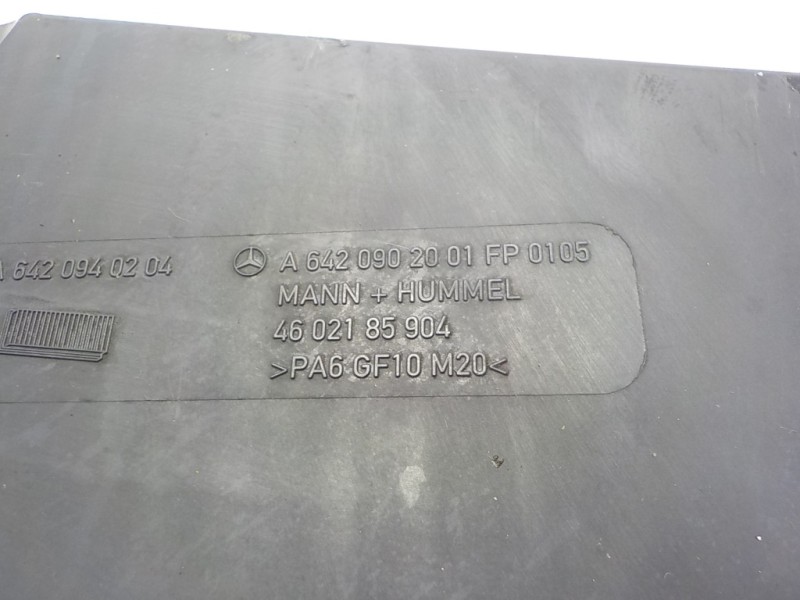 A 642 094 02 04
A 642 090 20 01 FP 0105
MANN + HUMMEL
46 021 85 904
>PA6 GF10 M20<